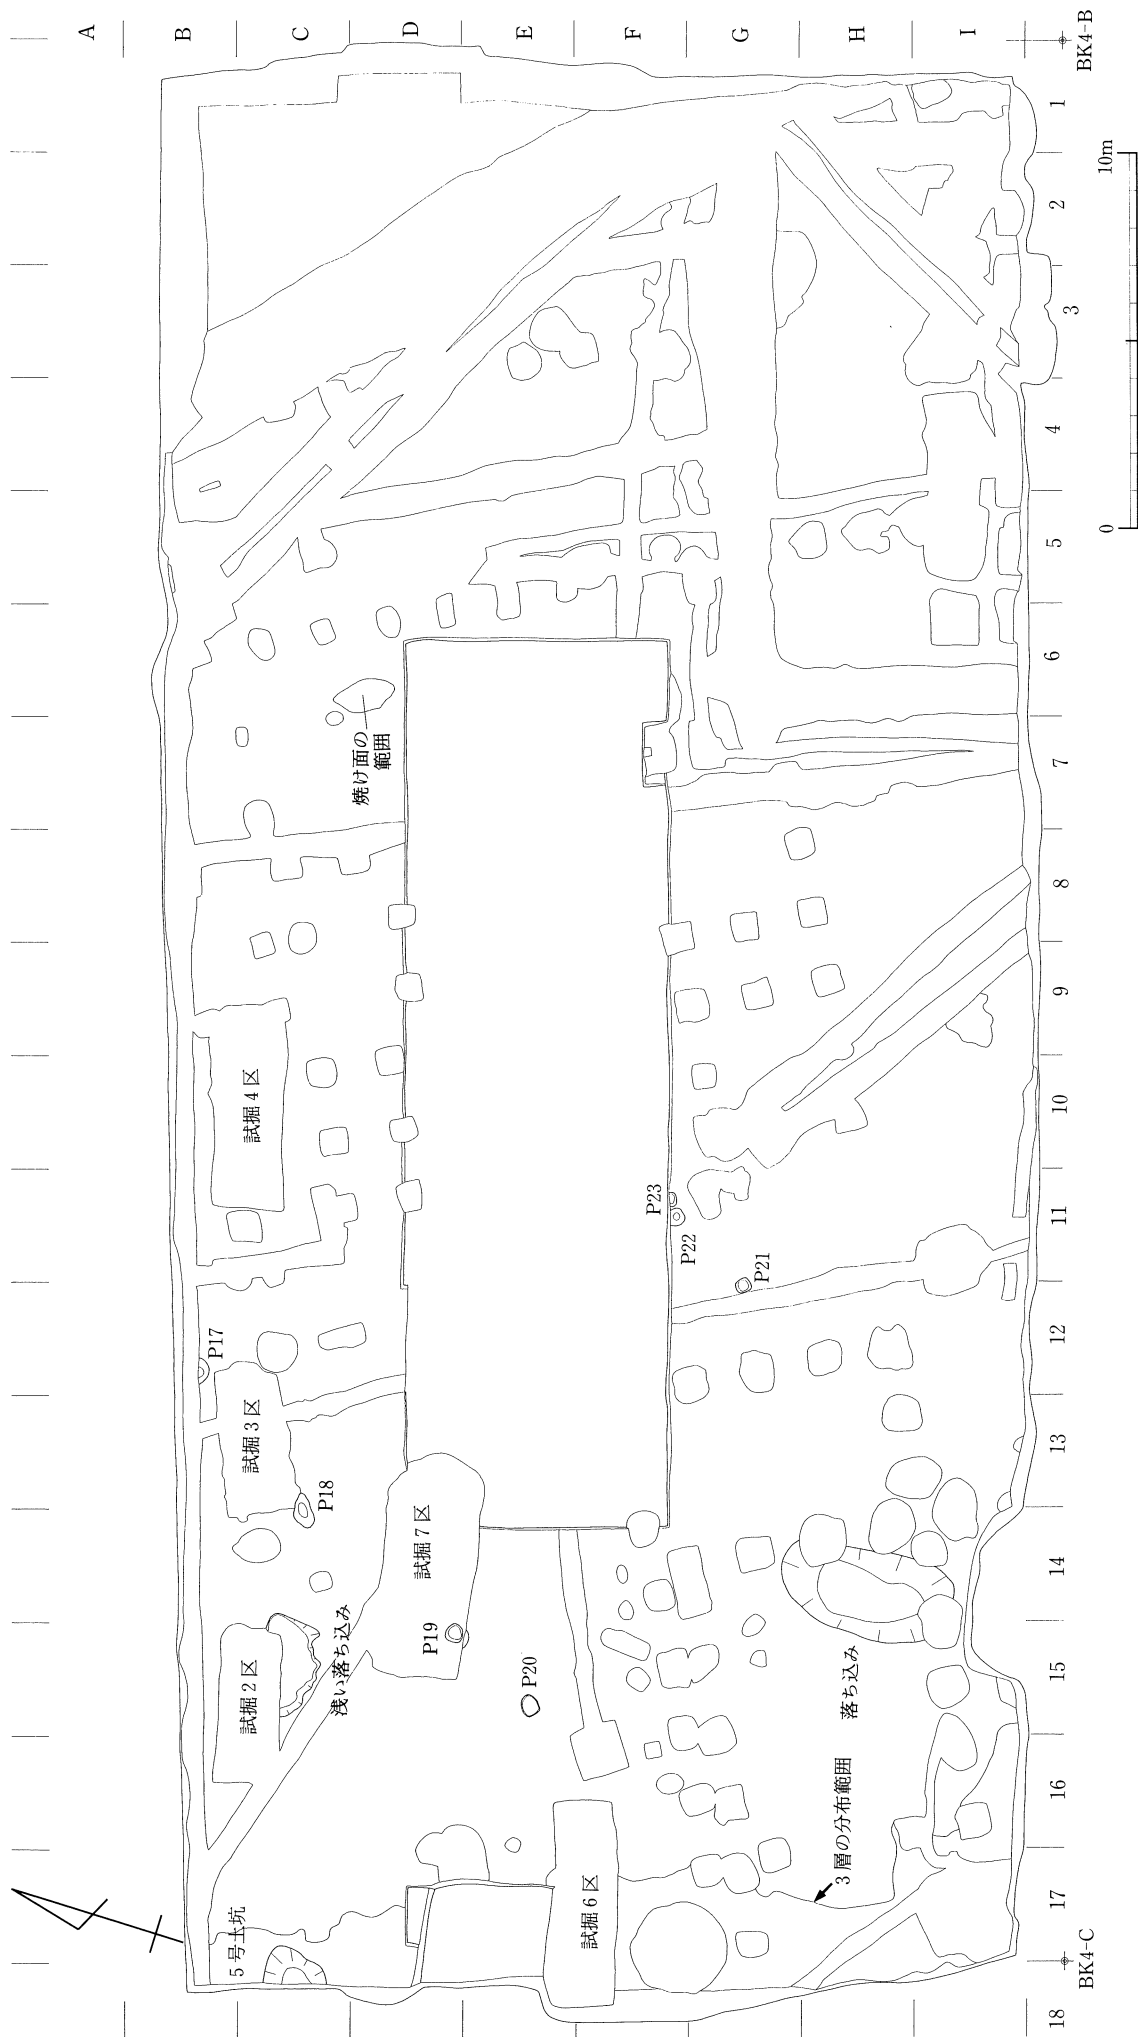 A
B
C
D
E
F
G
H
I
BK4-B
1
2
3
4
5
6
7
8
9
10
11
12
13
14
15
16
17
18
BK4-C
10m
0
焼け面の
範囲
試掘4区
P17
試掘3区
P18
試掘2区
浅い落ち込み
試掘7区
P19
P20
P23
P22
P21
落ち込み
3層の分布範囲
試掘6区
5号土坑